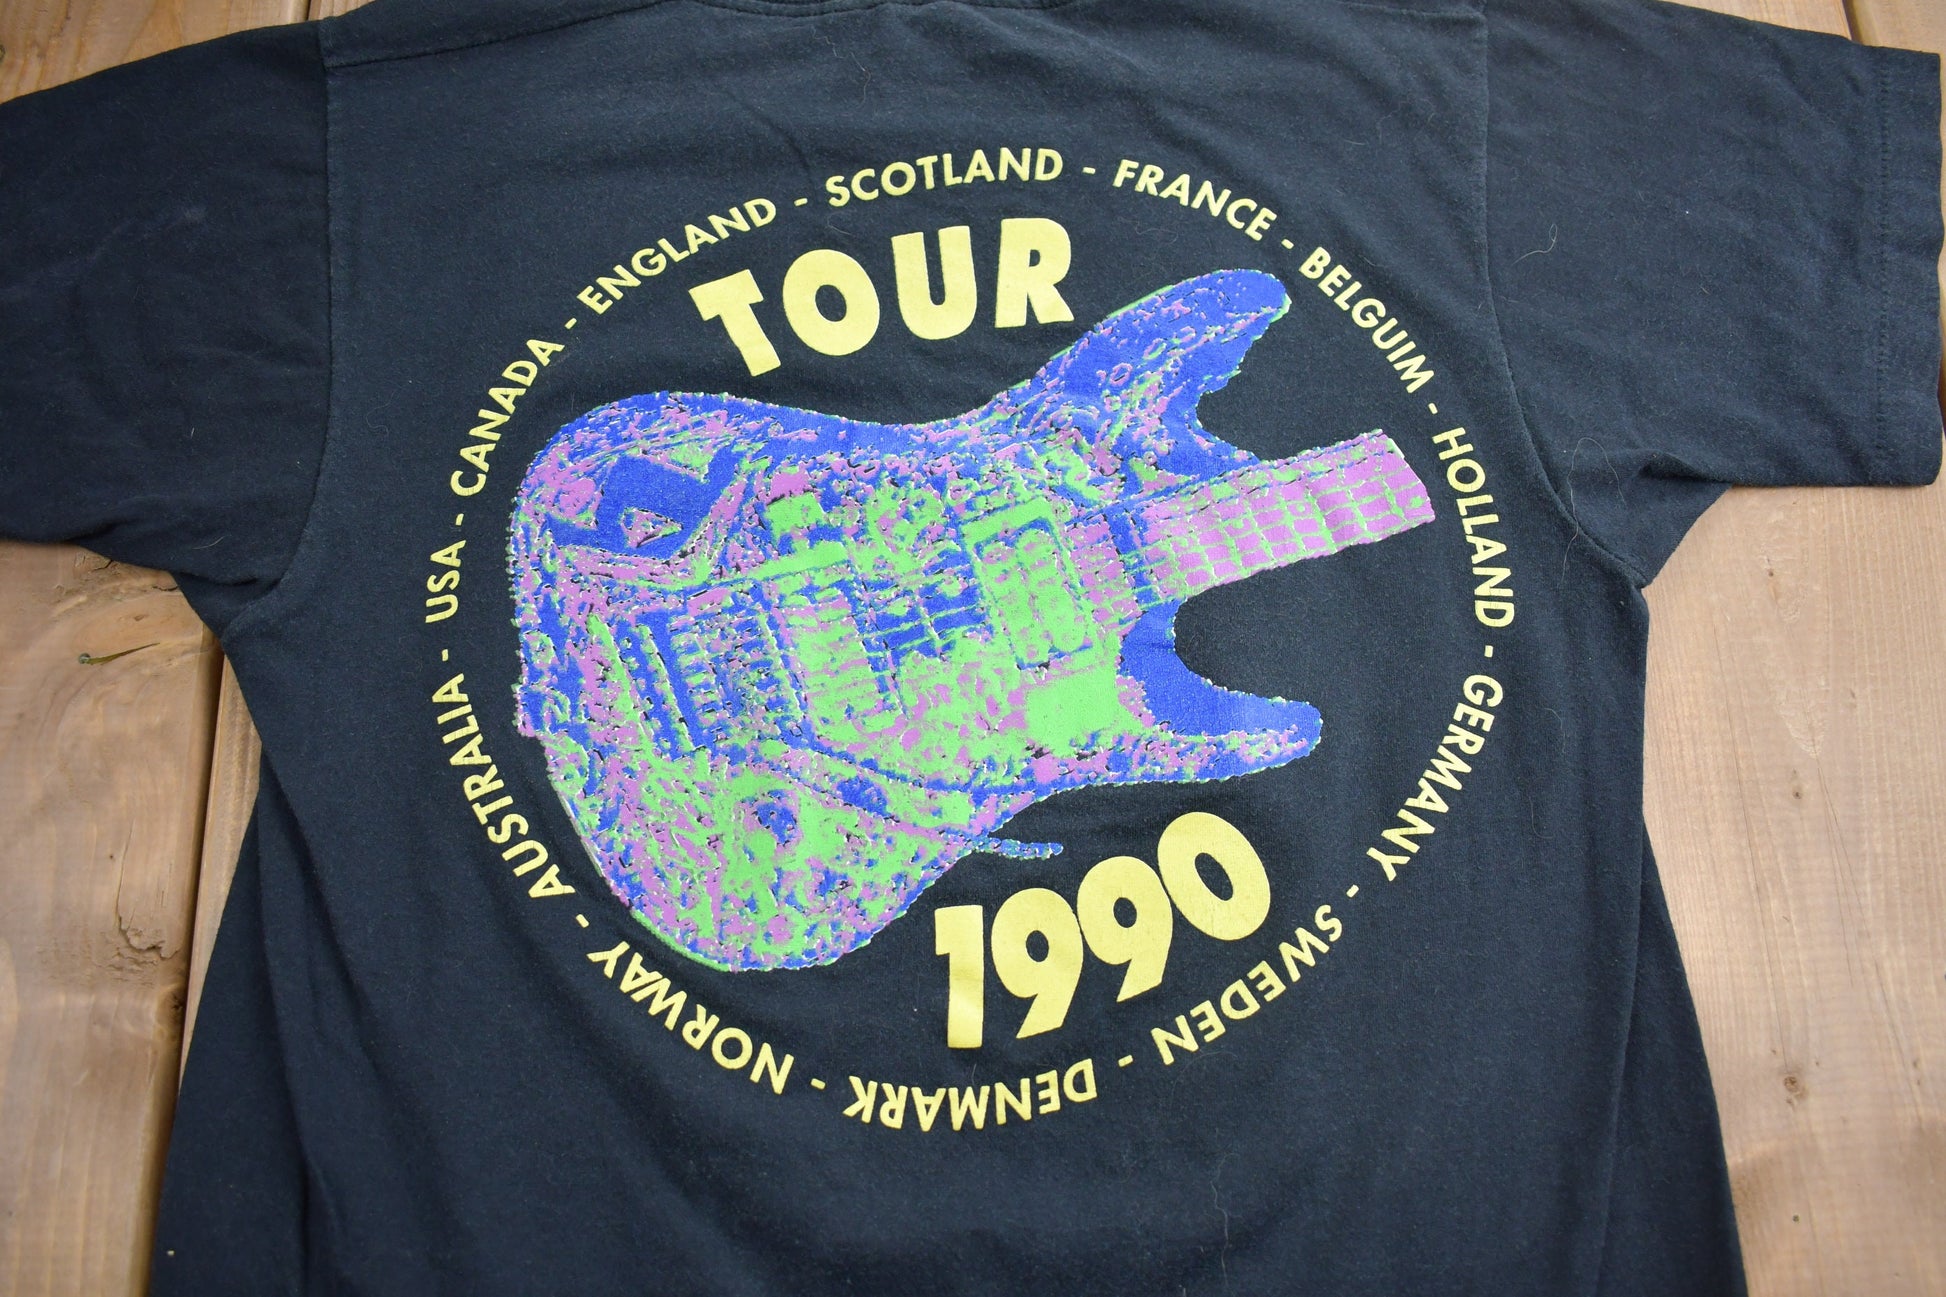 USA - CANADA - ENGLAND - SCOTLAND - FRANCE - BELGUIM - HOLLAND - GERMANY - SWEDEN - DENMARK - NORWAY - AUSTRALIA -
TOUR
1990